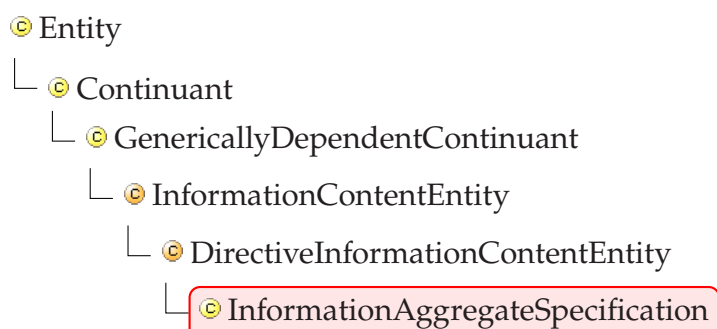 C Entity
C Continuant
C GenericallyDependentContinuant
C InformationContentEntity
C DirectiveInformationContentEntity
C InformationAggregateSpecification